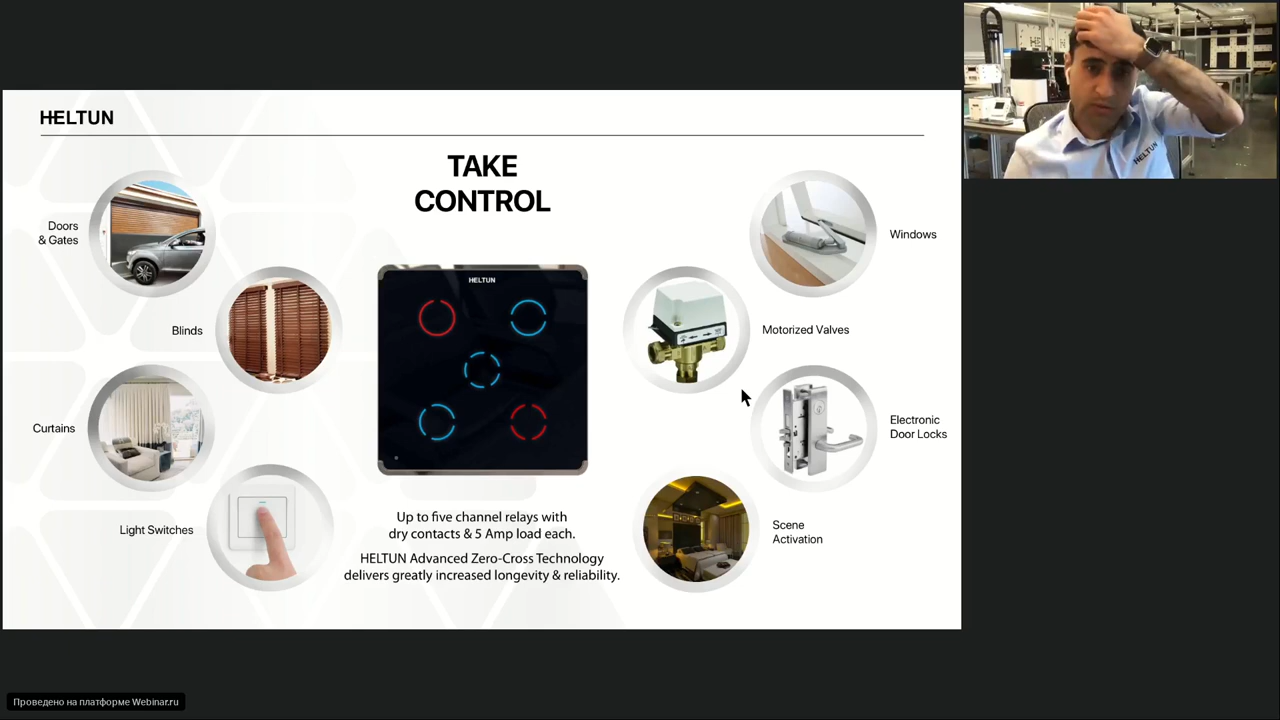 HELTUN
TAKE
CONTROL
Doors
& Gates
Windows
HELTUN
Blinds
Motorized Valves
Curtains
Electronic
Door Locks
Light Switches
Scene
Activation
Up to five channel relays with
dry contacts & 5 Amp load each.
HELTUN Advanced Zero-Cross Technology
delivers greatly increased longevity & reliability.
HELTUN
Проведено на платформе Webinar.ru